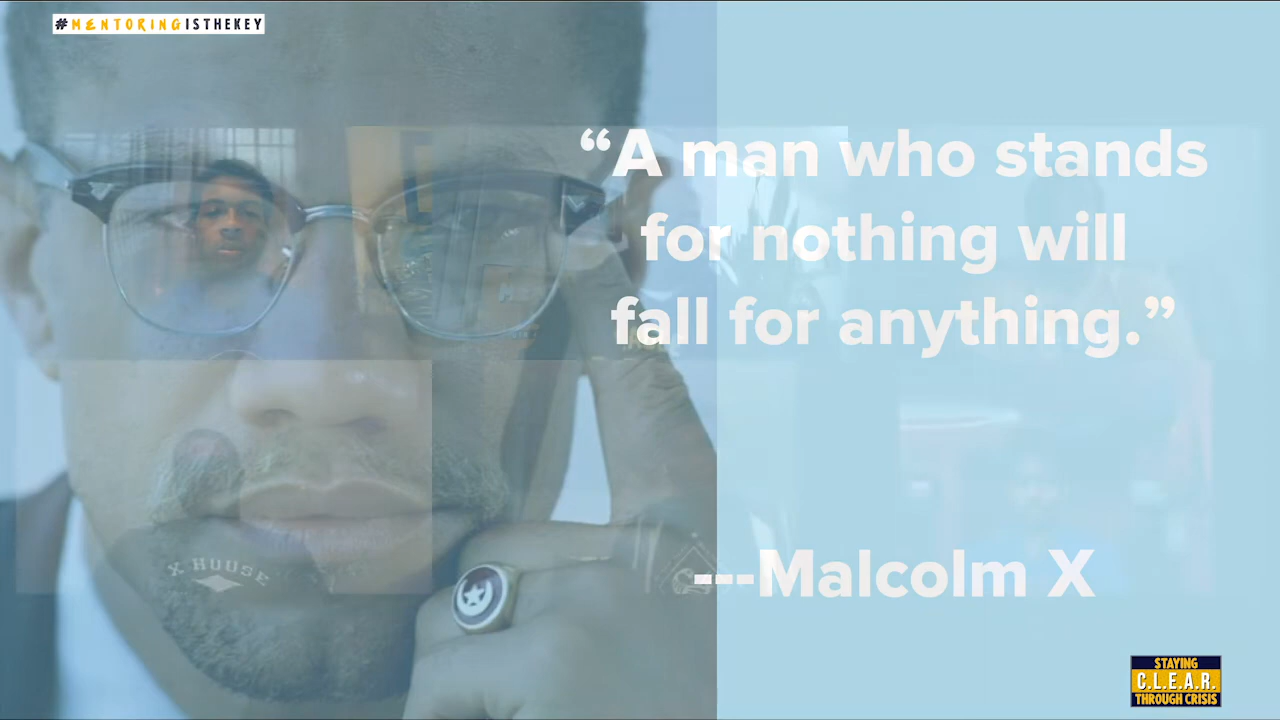 #MENTORINGISTHEKEY
“A man who stands
for nothing will
fall for anything.”
X HOUSE
---Malcolm X
STAYING
C.L.E.A.R.
THROUGH CRISIS